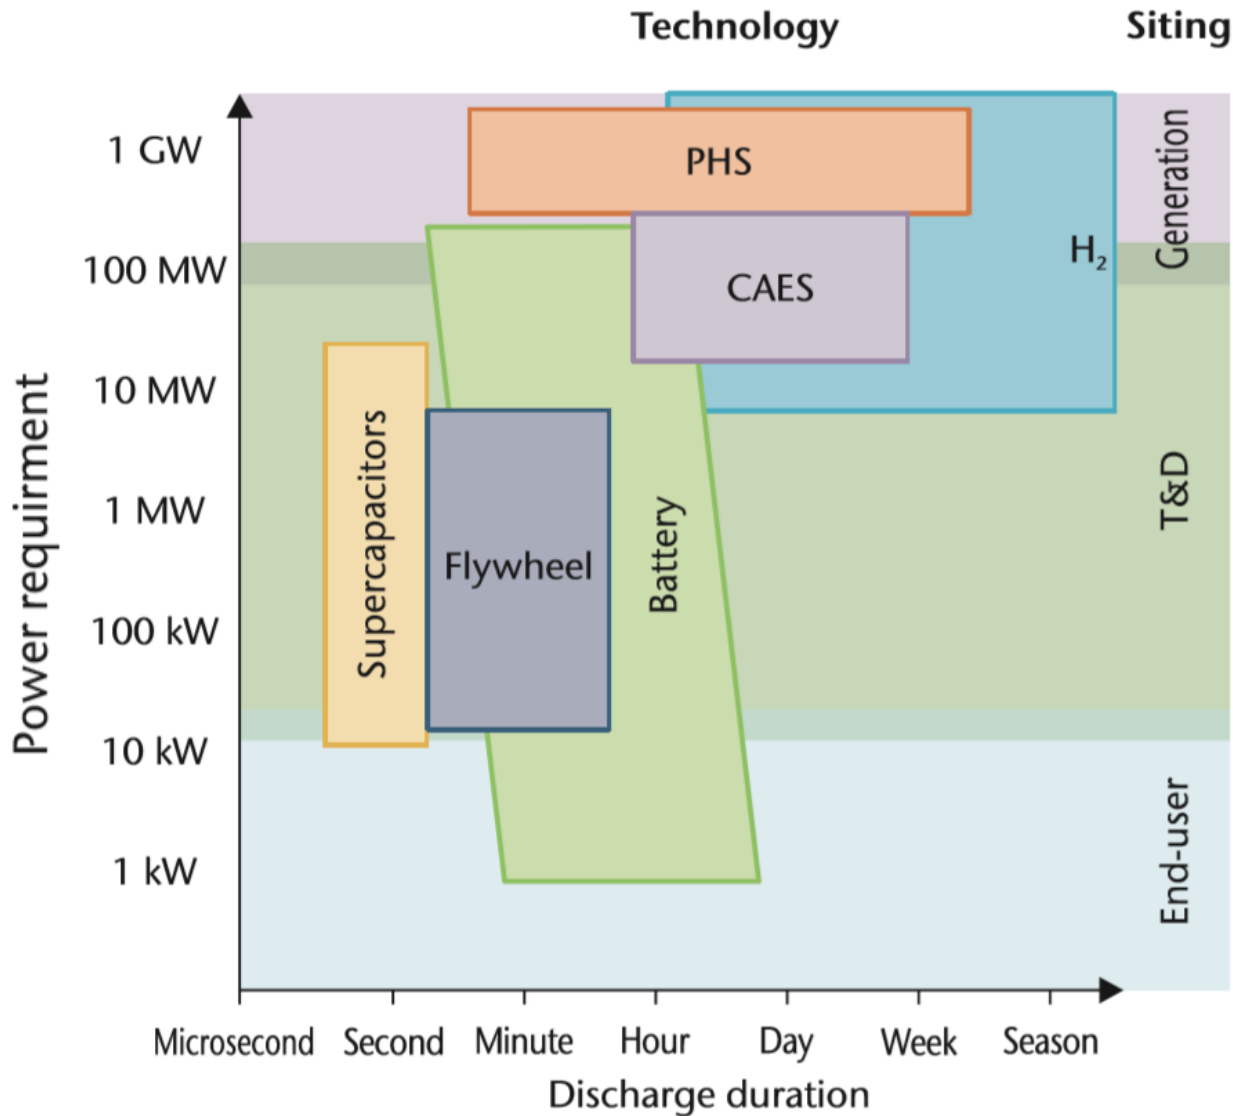 Technology
Siting
1 GW
100 MW
10 MW
1 MW
100 kW
10 kW
1 kW
Power requirment
PHS
CAES
H₂
Supercapacitors
Flywheel
Battery
Generation
T&D
End-user
Microsecond
Second
Minute
Hour
Day
Week
Season
Discharge duration